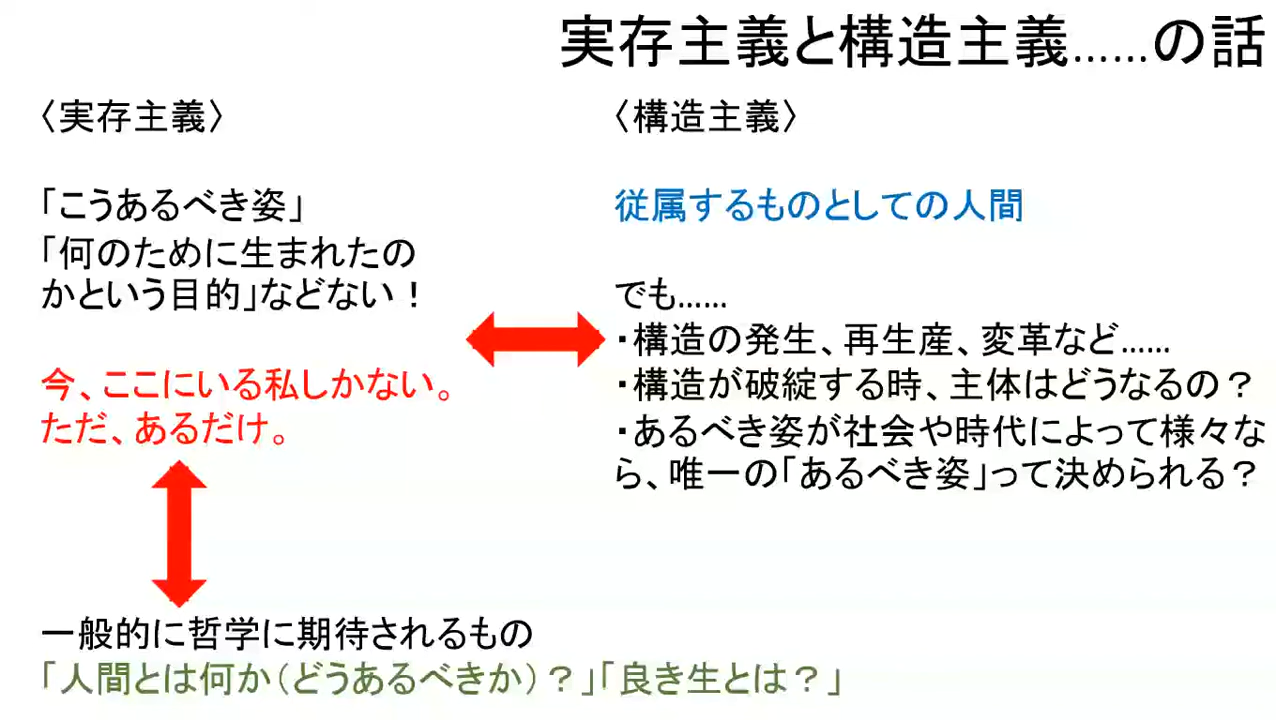 実存主義と構造主義……の話
〈実存主義〉
「こうあるべき姿」
「何のために生まれたの
かという目的」などない！
今、ここにいる私しかない。
ただ、あるだけ。
〈構造主義〉
従属するものとしての人間
でも……
・構造の発生、再生産、変革など……
・構造が破綻する時、主体はどうなるの？
・あるべき姿が社会や時代によって様々な
ら、唯一の「あるべき姿」って決められる？
一般的に哲学に期待されるもの
「人間とは何か（どうあるべきか）？」「良き生とは？」